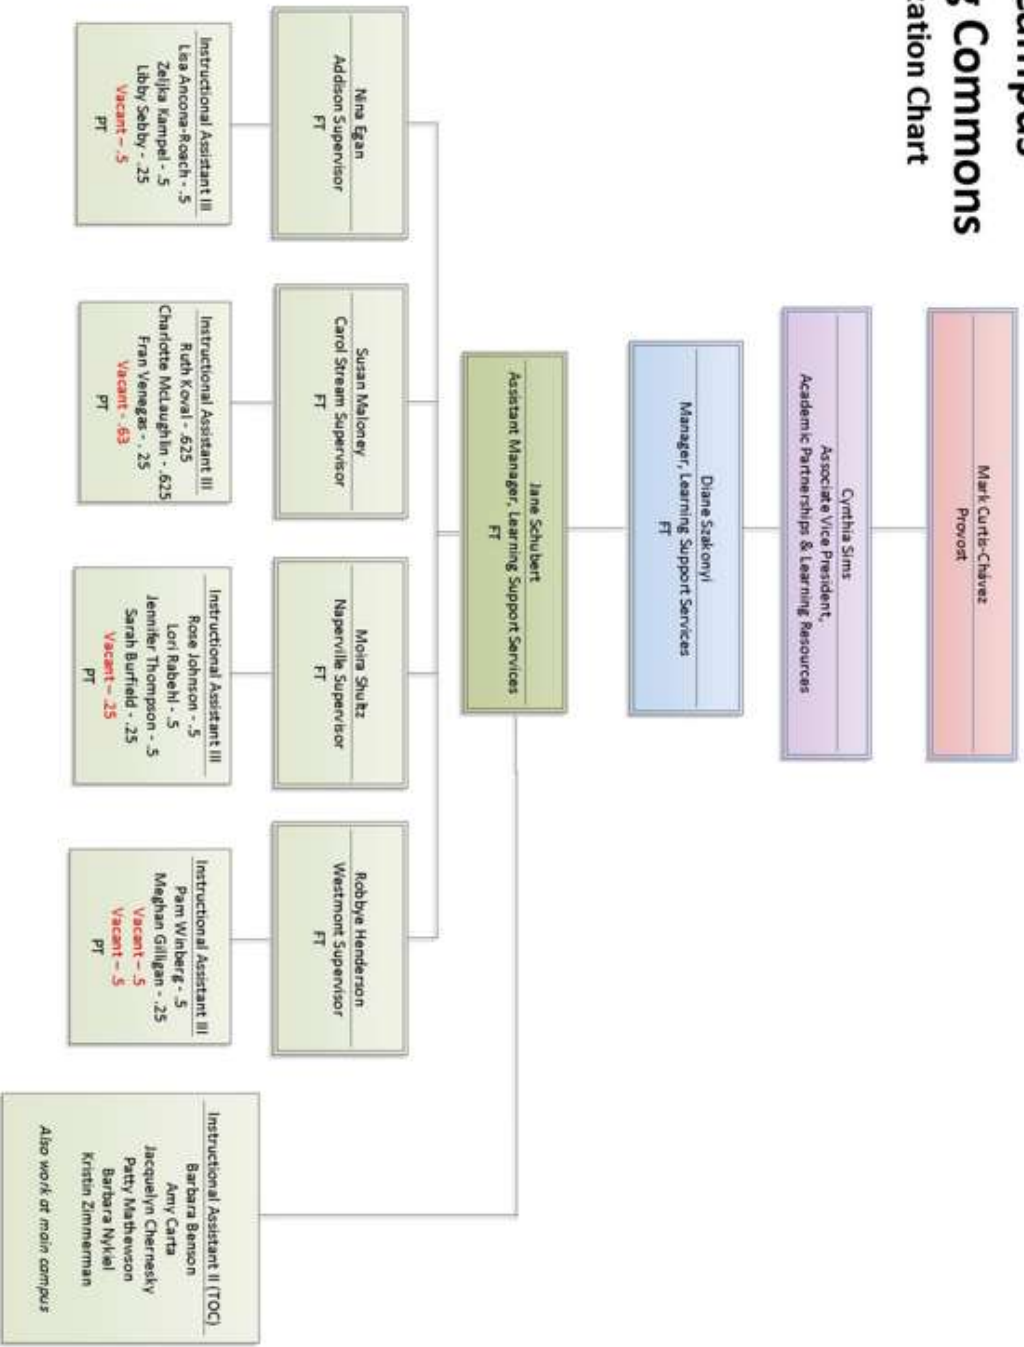 g Commons
ation Chart
Mark Curtis-Chávez
Provost
Cynthia Sims
Associate Vice President,
Academic Partnerships & Learning Resources
Diane Szakonyi
Manager, Learning Support Services
FT
Jane Schubert
Assistant Manager, Learning Support Services
FT
Nina Egan
Addison Supervisor
FT
Susan Maloney
Carol Stream Supervisor
FT
Moira Shultz
Naperville Supervisor
FT
Robbye Henderson
Westmont Supervisor
FT
Instructional Assistant III
Lisa Ancona-Roach - .5
Zeljka Kampel - .5
Libby Sebby - .25
Vacant – .5
PT
Instructional Assistant III
Ruth Koval - .625
Charlotte McLaughlin - .625
Fran Venegas - . 25
Vacant - .63
PT
Instructional Assistant III
Rose Johnson - .5
Lori Rabehl - .5
Jennifer Thompson - .5
Sarah Burfield - .25
Vacant – .25
PT
Instructional Assistant III
Pam Winberg - .5
Meghan Gilligan - .25
Vacant – .5
Vacant – .5
PT
Instructional Assistant II (TOC)
Barbara Benson
Amy Carta
Jacquelyn Chernesky
Patty Mathewson
Barbara Nykiel
Kristin Zimmerman
Also work at main campus